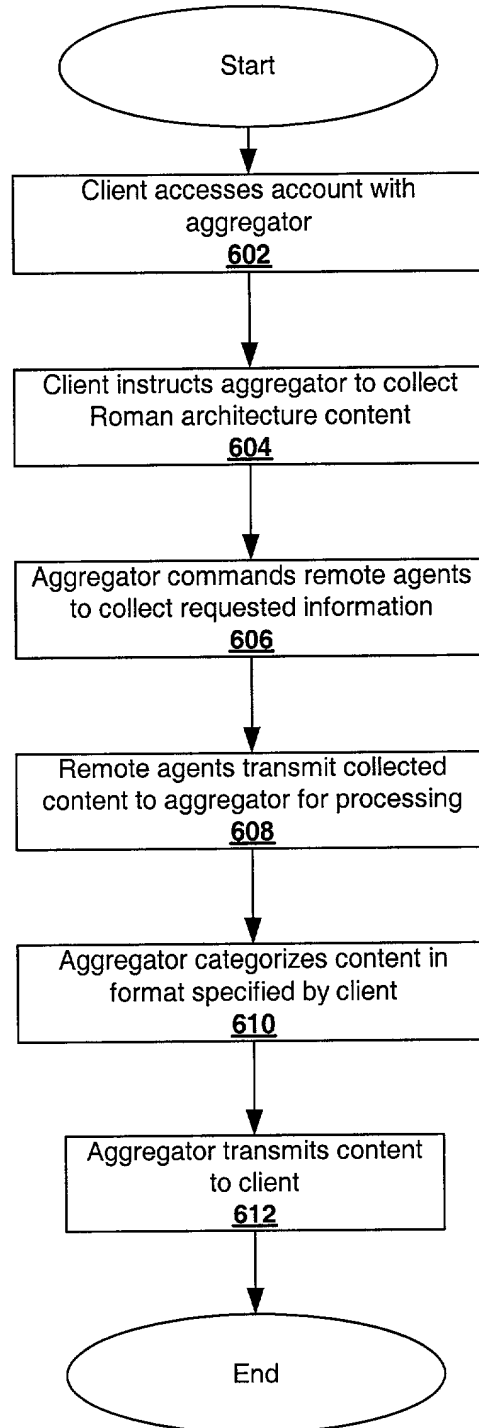 Start
Client accesses account with
aggregator
602
Client instructs aggregator to collect
Roman architecture content
604
Aggregator commands remote agents
to collect requested information
606
Remote agents transmit collected
content to aggregator for processing
608
Aggregator categorizes content in
format specified by client
610
Aggregator transmits content
to client
612
End